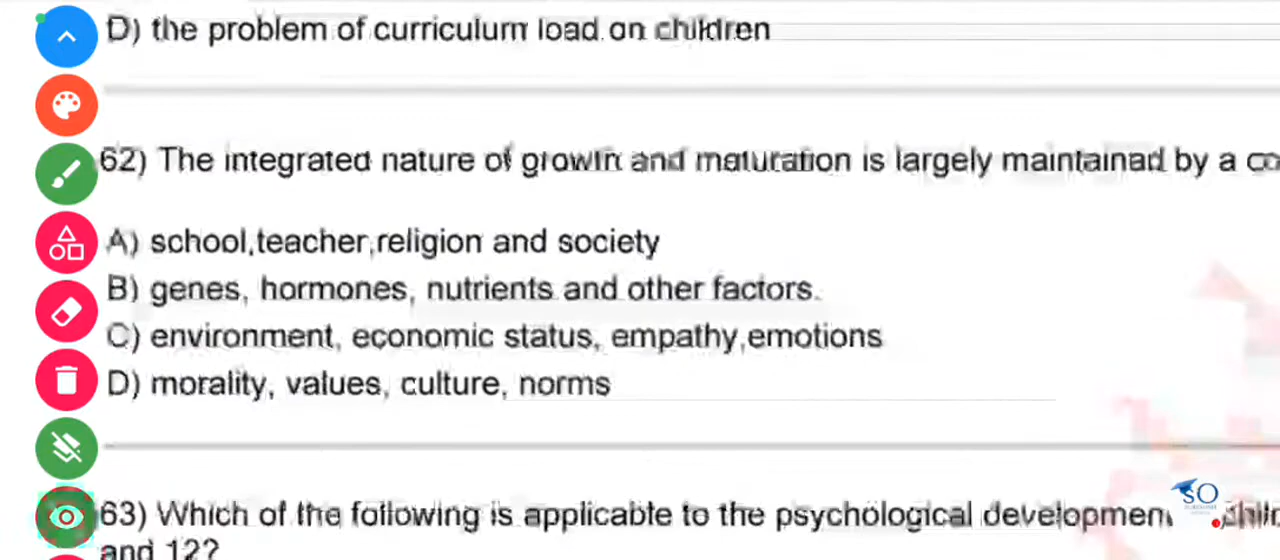 D) the problem of curriculum load on children
62) The integrated nature of growth and maturation is largely maintained by a
A) school,teacher,religion and society
B) genes, hormones, nutrients and other factors.
C) environment, economic status, empathy,emotions
D) morality, values, culture, norms
63) Which of the following is applicable to the psychological
and 12?
SO